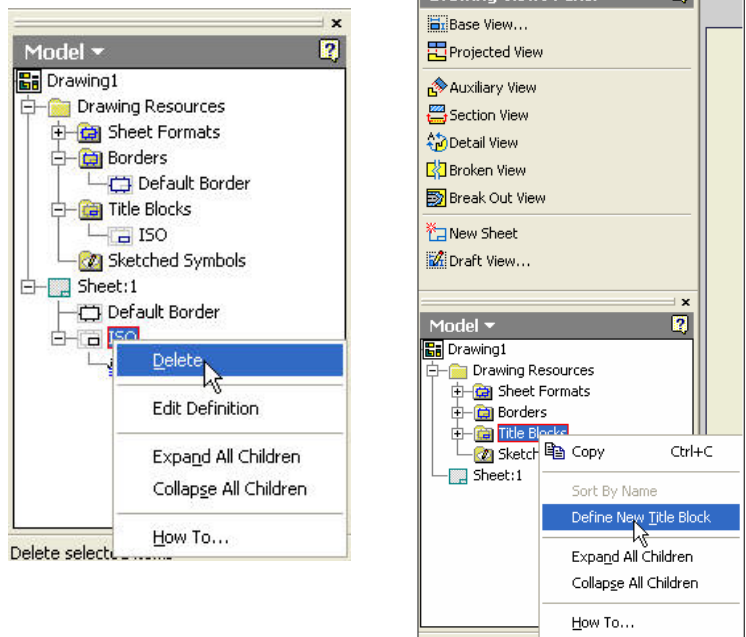 Model
Drawing1
Drawing Resources
Sheet Formats
Borders
Default Border
Title Blocks
ISO
Sketched Symbols
Sheet:1
Default Border
ISO
Delete
Edit Definition
Expand All Children
Collapse All Children
How To...
Delete selected items
Drawing Views Panel
Base View...
Projected View
Auxiliary View
Section View
Detail View
Broken View
Break Out View
New Sheet
Draft View...
Model
Drawing1
Drawing Resources
Sheet Formats
Borders
Title Blocks
Sketch
Sheet:1
Copy Ctrl+C
Sort By Name
Define New Title Block
Expand All Children
Collapse All Children
How To...